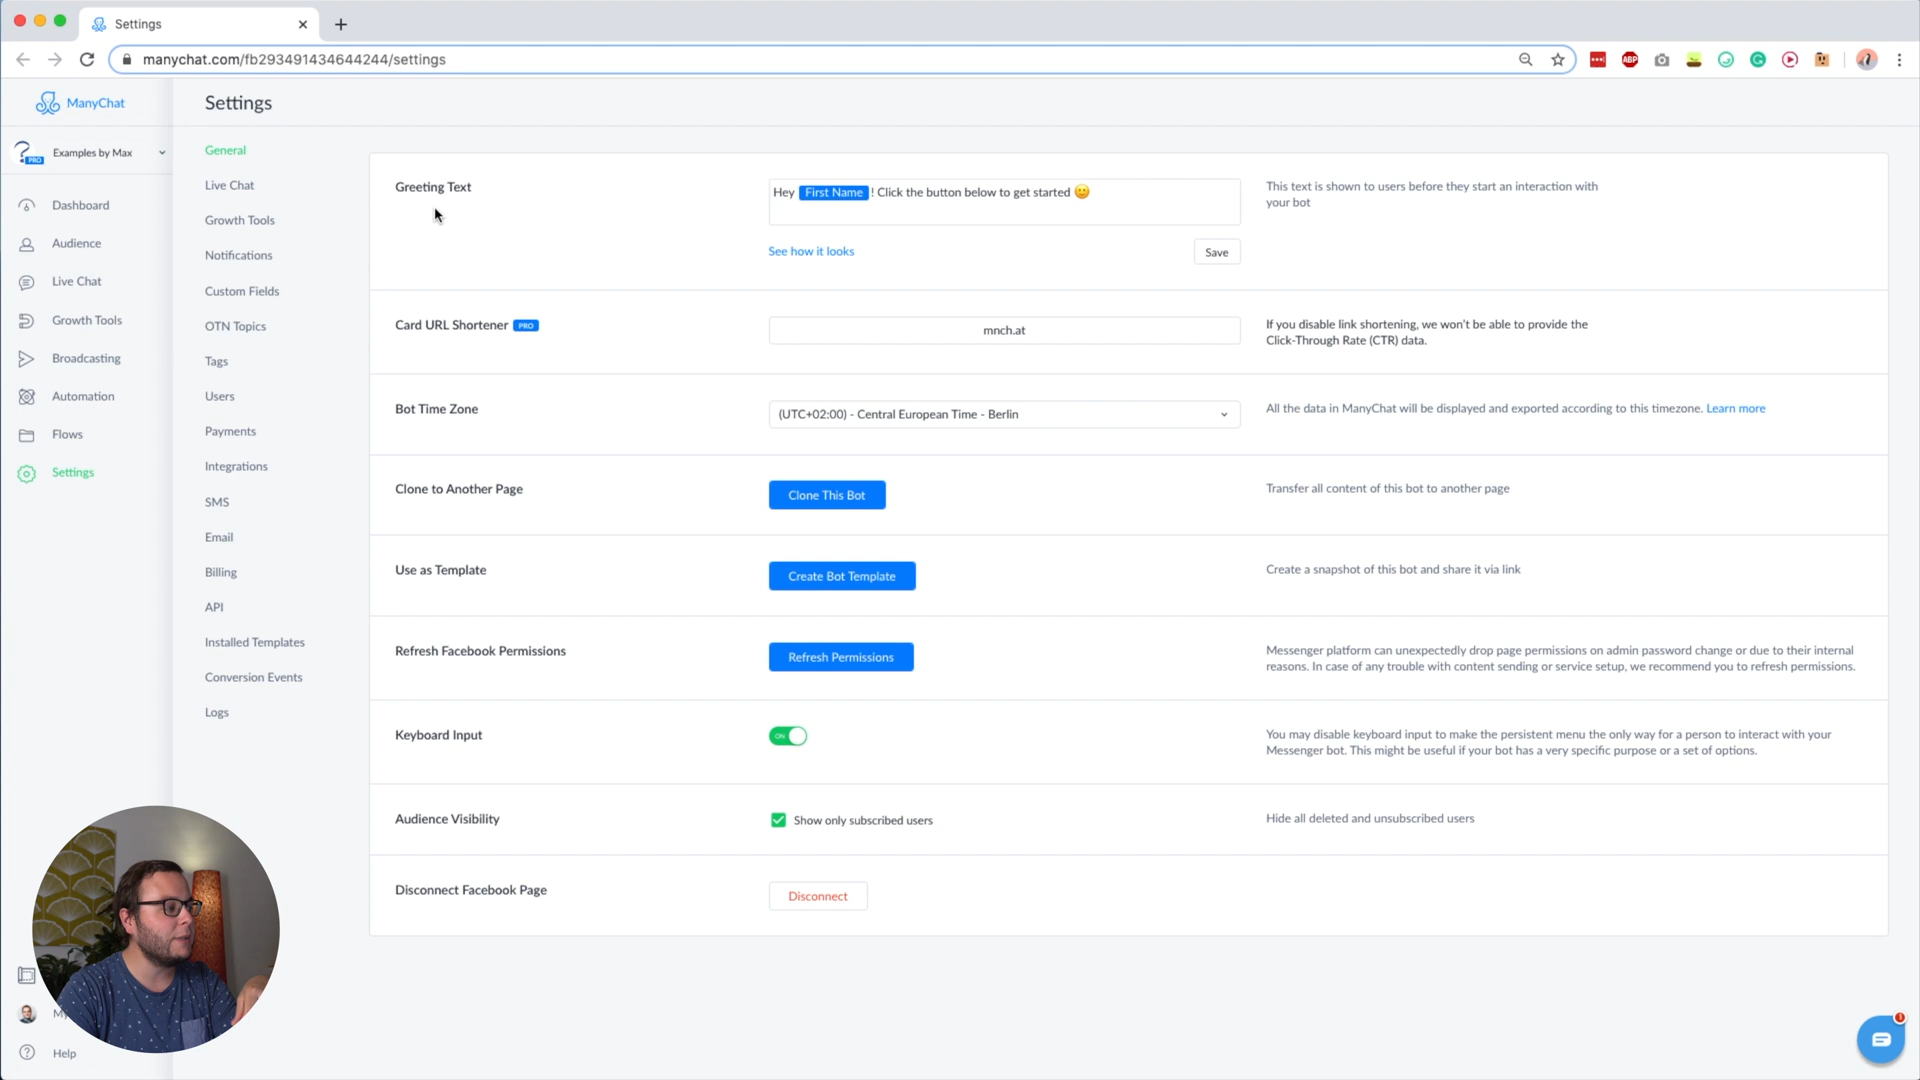 Settings
manychat.com/fb293491434644244/settings
ABP
ManyChat
Settings
PRO
Examples by Max
Dashboard
Audience
Live Chat
Growth Tools
Broadcasting
Automation
Flows
Settings
Help
General
Live Chat
Growth Tools
Notifications
Custom Fields
OTN Topics
Tags
Users
Payments
Integrations
SMS
Email
Billing
API
Installed Templates
Conversion Events
Logs
Greeting Text
Hey First Name ! Click the button below to get started
See how it looks
Save
This text is shown to users before they start an interaction with
your bot
Card URL Shortener PRO
mnch.at
If you disable link shortening, we won't be able to provide the
Click-Through Rate (CTR) data.
Bot Time Zone
(UTC+02:00) - Central European Time - Berlin
All the data in ManyChat will be displayed and exported according to this timezone. Learn more
Clone to Another Page
Clone This Bot
Transfer all content of this bot to another page
Use as Template
Create Bot Template
Create a snapshot of this bot and share it via link
Refresh Facebook Permissions
Refresh Permissions
Messenger platform can unexpectedly drop page permissions on admin password change or due to their internal
reasons. In case of any trouble with content sending or service setup, we recommend you to refresh permissions.
Keyboard Input
ON
You may disable keyboard input to make the persistent menu the only way for a person to interact with your
Messenger bot. This might be useful if your bot has a very specific purpose or a set of options.
Audience Visibility
Show only subscribed users
Hide all deleted and unsubscribed users
Disconnect Facebook Page
Disconnect
1